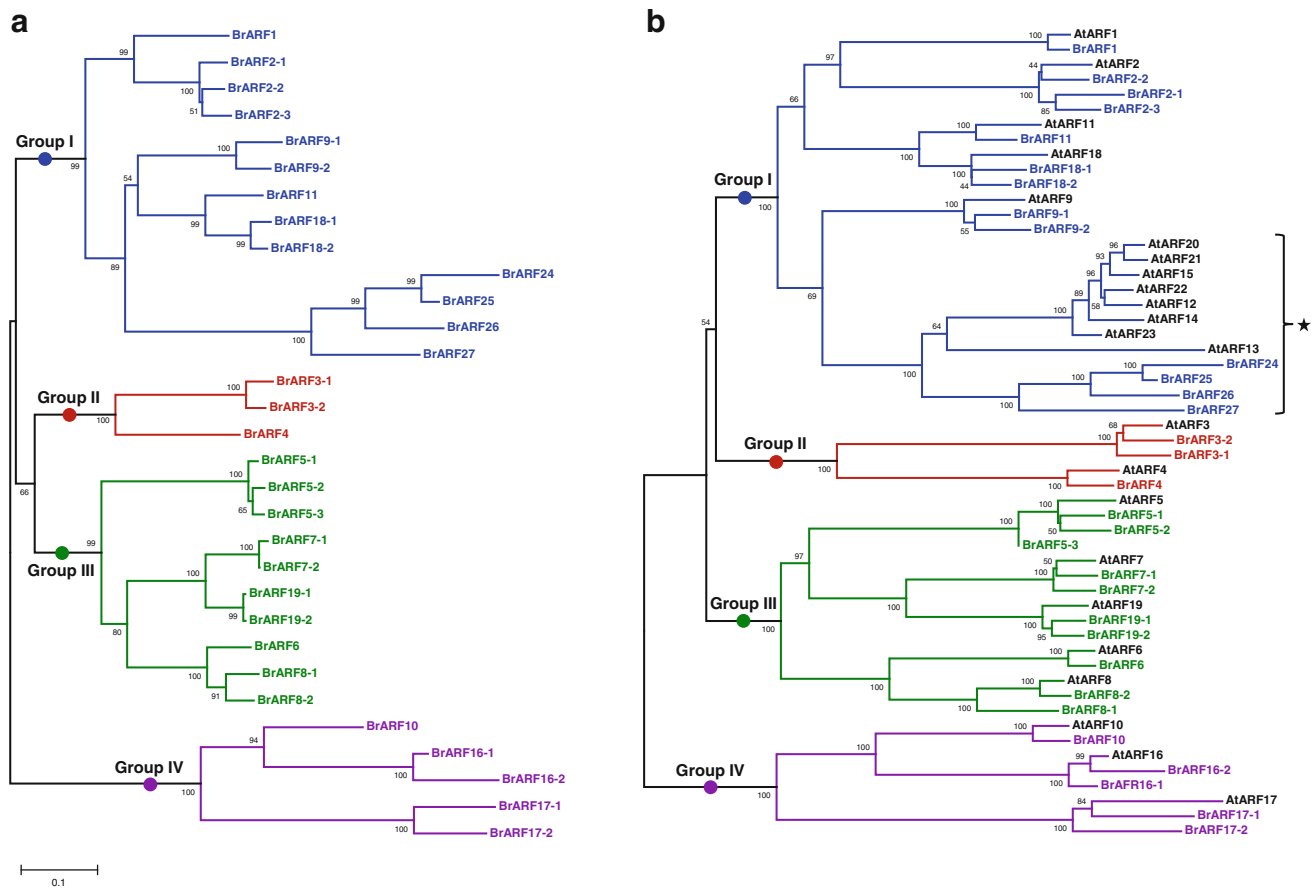 a
BrARF1
99
BrARF2-1
BrARF2-2
100
51
BrARF2-3
Group I
99
BrARF9-1
100
BrARF9-2
54
BrARF11
BrARF18-1
99
99
BrARF18-2
89
BrARF24
99
BrARF25
99
BrARF26
100
BrARF27
BrARF3-1
100
Group II
BrARF3-2
100
BrARF4
BrARF5-1
100
BrARF5-2
65
BrARF5-3
66
99
Group III
BrARF7-1
100
BrARF7-2
100
BrARF19-1
99
BrARF19-2
80
BrARF6
100
BrARF8-1
91
BrARF8-2
BrARF10
94
BrARF16-1
100
BrARF16-2
Group IV
100
BrARF17-1
100
BrARF17-2
0.1
b
AtARF1
100
BrARF1
97
AtARF2
44
BrARF2-2
100
BrARF2-1
85
BrARF2-3
66
AtARF11
100
BrARF11
100
AtARF18
BrARF18-1
100
44
BrARF18-2
Group I
100
AtARF9
100
BrARF9-1
55
BrARF9-2
AtARF20
96
AtARF21
93
AtARF15
96
AtARF22
89
AtARF12
58
AtARF14
AtARF23
69
64
AtARF13
★
100
BrARF24
100
BrARF25
100
BrARF26
100
BrARF27
54
AtARF3
68
BrARF3-2
100
BrARF3-1
Group II
100
AtARF4
100
BrARF4
AtARF5
100
BrARF5-1
100
50
BrARF5-2
BrARF5-3
97
AtARF7
50
BrARF7-1
100
BrARF7-2
100
AtARF19
BrARF19-1
100
95
BrARF19-2
Group III
100
AtARF6
100
BrARF6
100
AtARF8
100
BrARF8-2
100
BrARF8-1
AtARF10
100
BrARF10
100
AtARF16
99
BrARF16-2
100
BrAFR16-1
Group IV
100
AtARF17
84
BrARF17-1
100
BrARF17-2